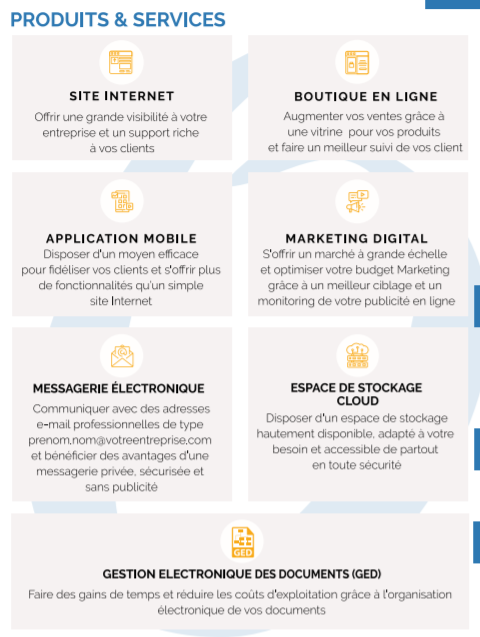 PRODUITS & SERVICES
SITE INTERNET
Offrir une grande visibilité à votre
entreprise et un support riche
à vos clients
BOUTIQUE EN LIGNE
Augmenter vos ventes grâce à
une vitrine pour vos produits
et faire un meilleur suivi de vos client
APPLICATION MOBILE
Disposer d'un moyen efficace
pour fidéliser vos clients et s'offrir plus
de fonctionnalités qu'un simple
site Internet
MARKETING DIGITAL
S'offrir un marché à grande échelle
et optimiser votre budget Marketing
grâce à un meilleur ciblage et un
monitoring de votre publicité en ligne
MESSAGERIE ÉLECTRONIQUE
Communiquer avec des adresses
e-mail professionnelles de type
prenom.nom@votreentreprise.com
et bénéficier des avantages d'une
messagerie privée, sécurisée et
sans publicité
ESPACE DE STOCKAGE
CLOUD
Disposer d'un espace de stockage
hautement disponible, adapté à votre
besoin et accessible de partout
en toute sécurité
GED
GESTION ELECTRONIQUE DES DOCUMENTS (GED)
Faire des gains de temps et réduire les coûts d'exploitation grâce à l'organisation
électronique de vos documents